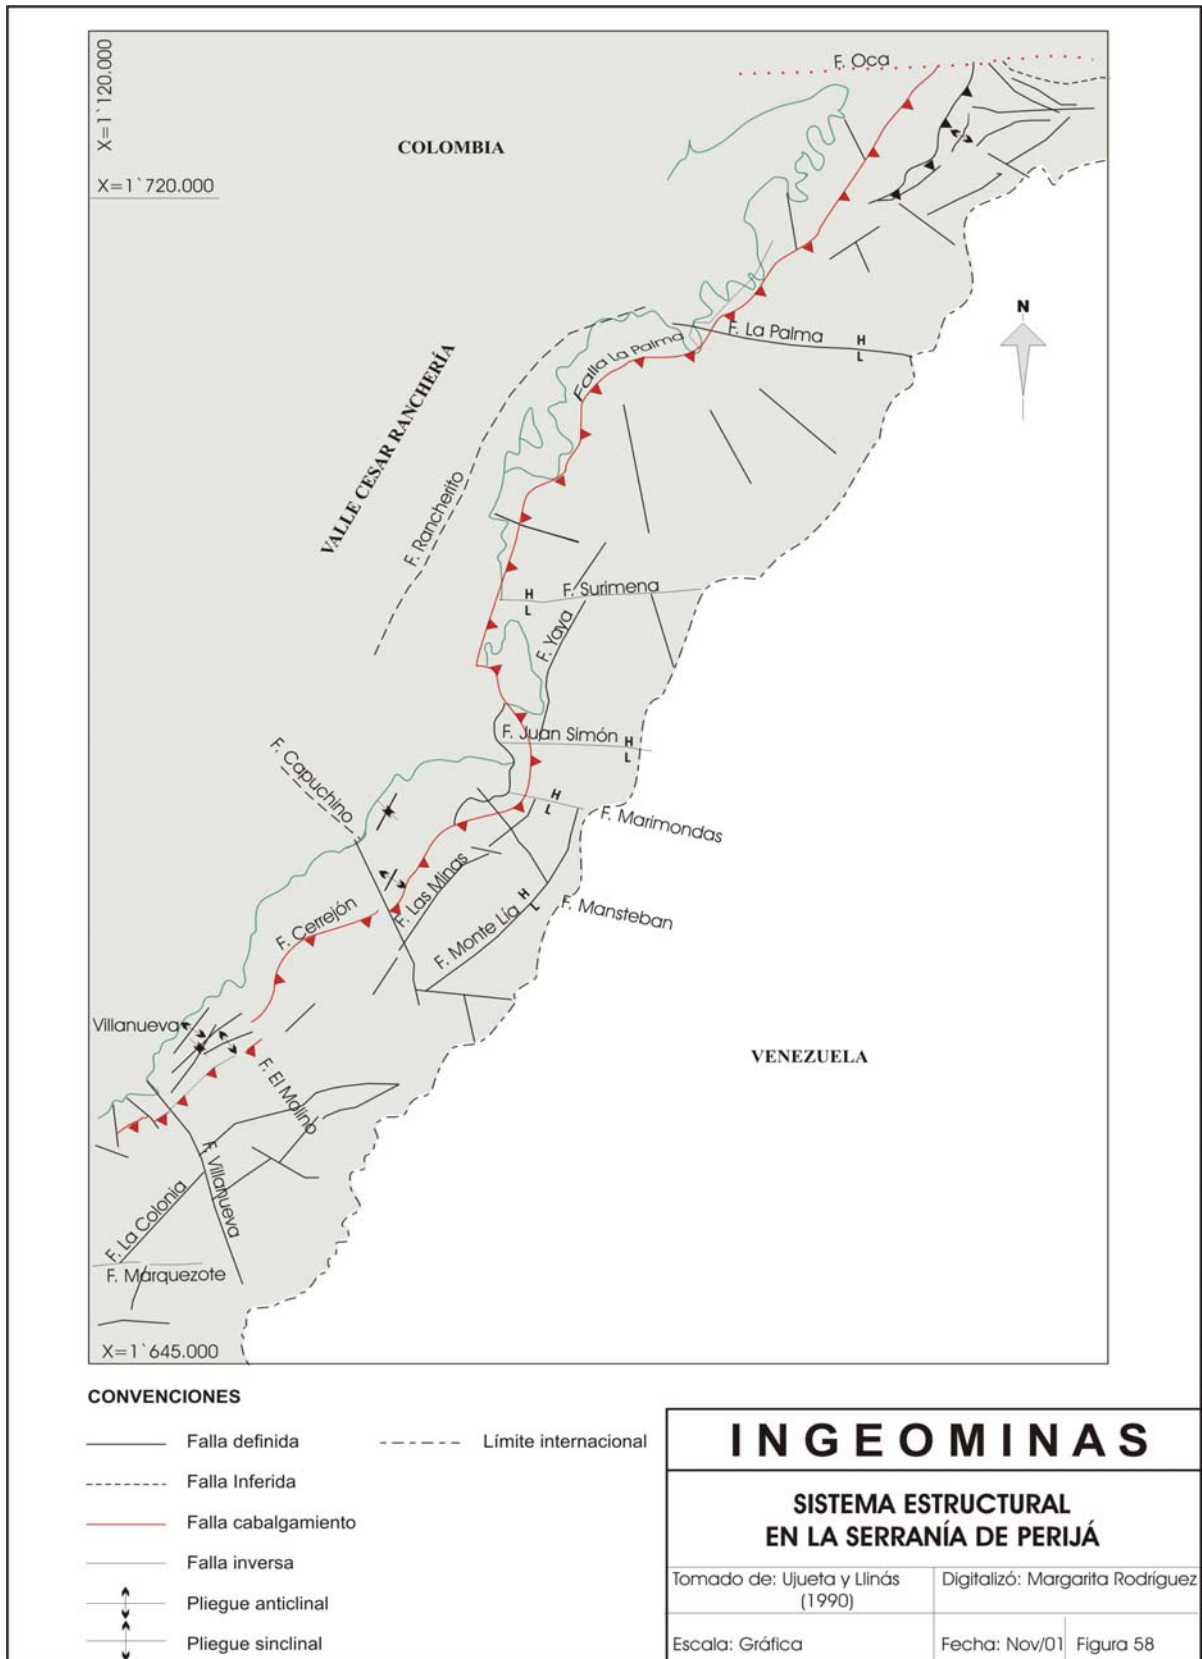 X=1`120.000
F. Oca
COLOMBIA
X=1`720.000
N
F. La Palma
H
L
Falla La Palma
VALLE CESAR RANCHERÍA
F. Rancherito
H
L
F. Surimena
F. Yaya
F. Juan Simón
H
L
F. Capuchino
H
L
F. Marimondas
F. Las Minas
H
L
F. Mansteban
F. Cerrejón
F. Monte Lía
Villanueva
VENEZUELA
F. El Molino
F. Villanueva
F. La Colonia
F. Marquezote
X=1`645.000
CONVENCIONES
Falla definida
Límite internacional
Falla Inferida
Falla cabalgamiento
Falla inversa
Pliegue anticlinal
Pliegue sinclinal
INGEOMINAS
SISTEMA ESTRUCTURAL
EN LA SERRANÍA DE PERIJÁ
Tomado de: Ujueta y Llinás
(1990)
Digitalizó: Margarita Rodríguez
Escala: Gráfica
Fecha: Nov/01
Figura 58